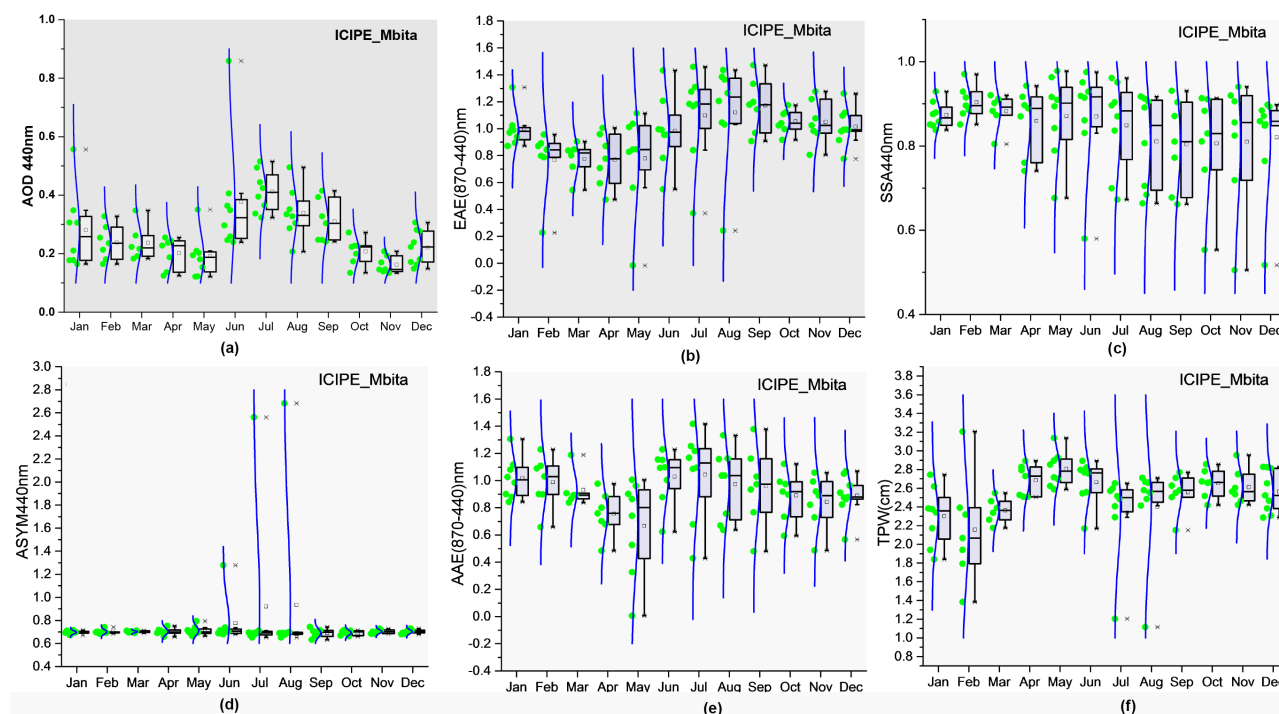 ICIPE_Mbita
AOD 440nm
1.0
0.8
0.6
0.4
0.2
0.0
Jan Feb Mar Apr May Jun Jul Aug Sep Oct Nov Dec
(a)
ICIPE_Mbita
EAE(870-440)nm
1.8
1.6
1.4
1.2
1.0
0.8
0.6
0.4
0.2
0.0
-0.2
-0.4
Jan Feb Mar Apr May Jun Jul Aug Sep Oct Nov Dec
(b)
ICIPE_Mbita
SSA440nm
1.0
0.8
0.6
0.4
Jan Feb Mar Apr May Jun Jul Aug Sep Oct Nov Dec
(c)
ICIPE_Mbita
ASYM440nm
3.0
2.8
2.6
2.4
2.2
2.0
1.8
1.6
1.4
1.2
1.0
0.8
0.6
0.4
Jan Feb Mar Apr May Jun Jul Aug Sep Oct Nov Dec
(d)
ICIPE_Mbita
AAE(870-440)nm
1.8
1.6
1.4
1.2
1.0
0.8
0.6
0.4
0.2
0.0
-0.2
-0.4
Jan Feb Mar Apr May Jun Jul Aug Sep Oct Nov Dec
(e)
ICIPE_Mbita
TPW(cm)
3.8
3.6
3.4
3.2
3.0
2.8
2.6
2.4
2.2
2.0
1.8
1.6
1.4
1.2
1.0
0.8
Jan Feb Mar Apr May Jun Jul Aug Sep Oct Nov Dec
(f)